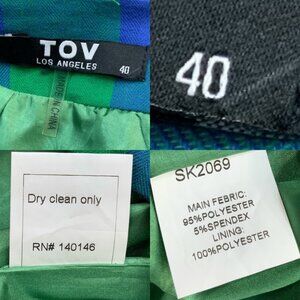 TOV
LOS ANGELES
40
MADE IN CHINA
40
Dry clean only
RN# 140146
SK2069
MAIN FEBRIC:
95%POLYESTER
5%SPENDEX
LINING:
100%POLYESTER